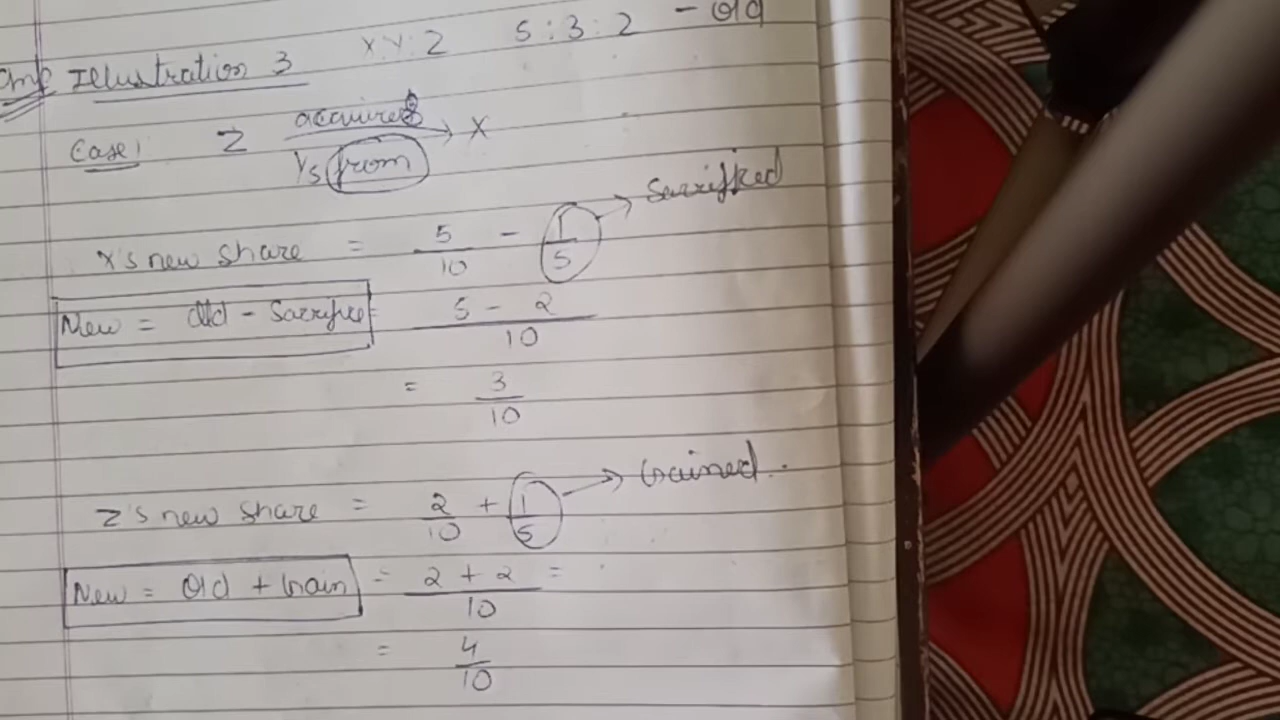 X:Y:Z 5:3:2 - Old
Illustration 3
Case 1 Z acquires X
1/5 from
X's new share = 5/10 - 1/5 Sacrificed
New = Old - Sacrifice = 5 - 2/10
= 3/10
Z's new share = 2/10 + 1/5 Gained.
New = Old + Gain = 2 + 2/10 =
= 4/10